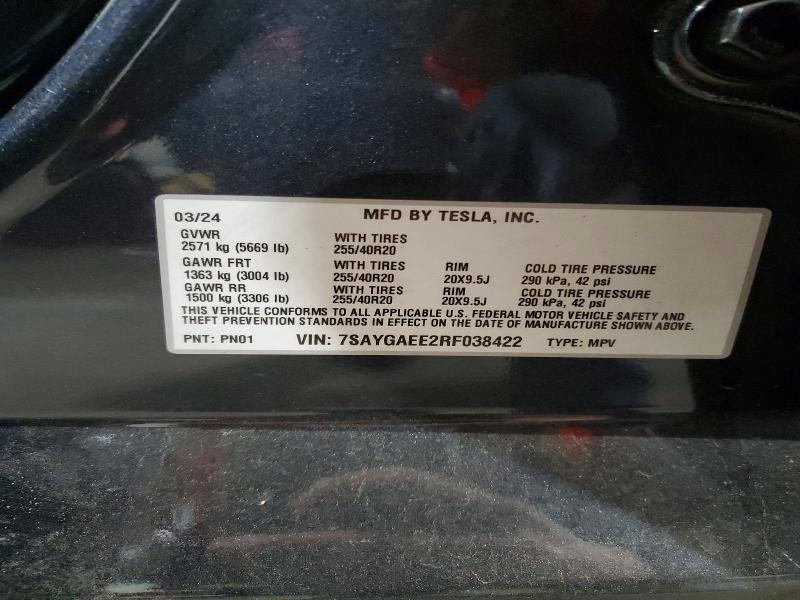 03/24 MFD BY TESLA, INC.
GVWR
2571 kg (5669 lb) WITH TIRES 255/40R20
GAWR FRT WITH TIRES RIM COLD TIRE PRESSURE
1363 kg (3004 lb) 255/40R20 20X9.5J 290 kPa, 42 psi
GAWR RR WITH TIRES RIM COLD TIRE PRESSURE
1500 kg (3306 lb) 255/40R20 20X9.5J 290 kPa, 42 psi
THIS VEHICLE CONFORMS TO ALL APPLICABLE U.S. FEDERAL MOTOR VEHICLE SAFETY AND
THEFT PREVENTION STANDARDS IN EFFECT ON THE DATE OF MANUFACTURE SHOWN ABOVE.
PNT: PN01 VIN: 7SAYGAEE2RF038422 TYPE: MPV